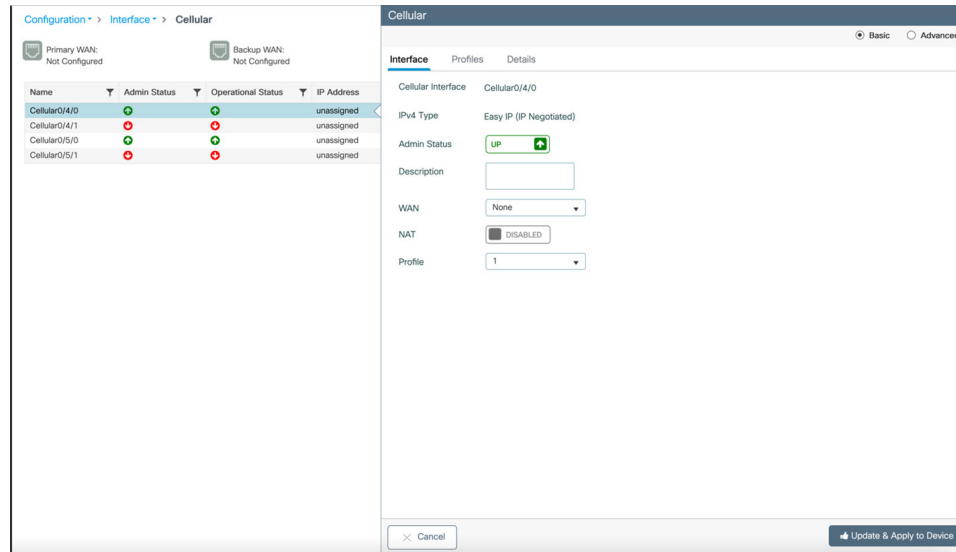 Configuration > Interface > Cellular
Primary WAN:
Not Configured
Backup WAN:
Not Configured
Name Admin Status Operational Status IP Address
Cellular0/4/0 unassigned
Cellular0/4/1 unassigned
Cellular0/5/0 unassigned
Cellular0/5/1 unassigned
Cellular
Basic Advanced
Interface Profiles Details
Cellular Interface Cellular0/4/0
IPv4 Type Easy IP (IP Negotiated)
Admin Status UP
Description
WAN None
NAT DISABLED
Profile 1
Cancel
Update & Apply to Device